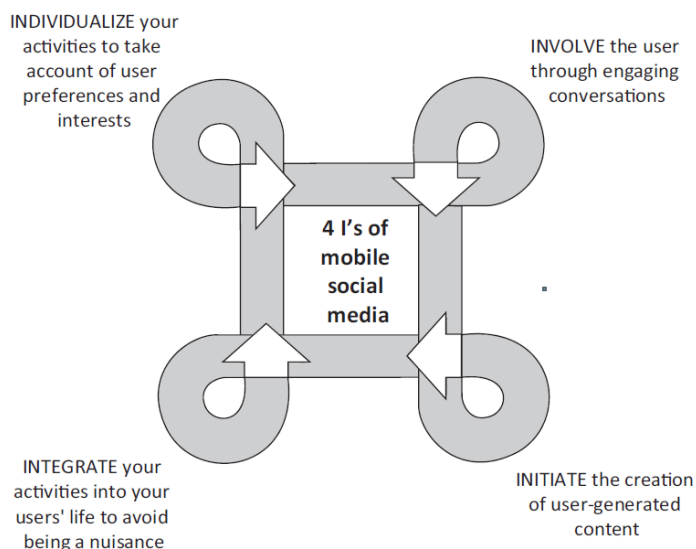 INDIVIDUALIZE your
activities to take
account of user
preferences and
interests
INVOLVE the user
through engaging
conversations
4 I's of
mobile
social
media
INTEGRATE your
activities into your
users' life to avoid
being a nuisance
INITIATE the creation
of user-generated
content